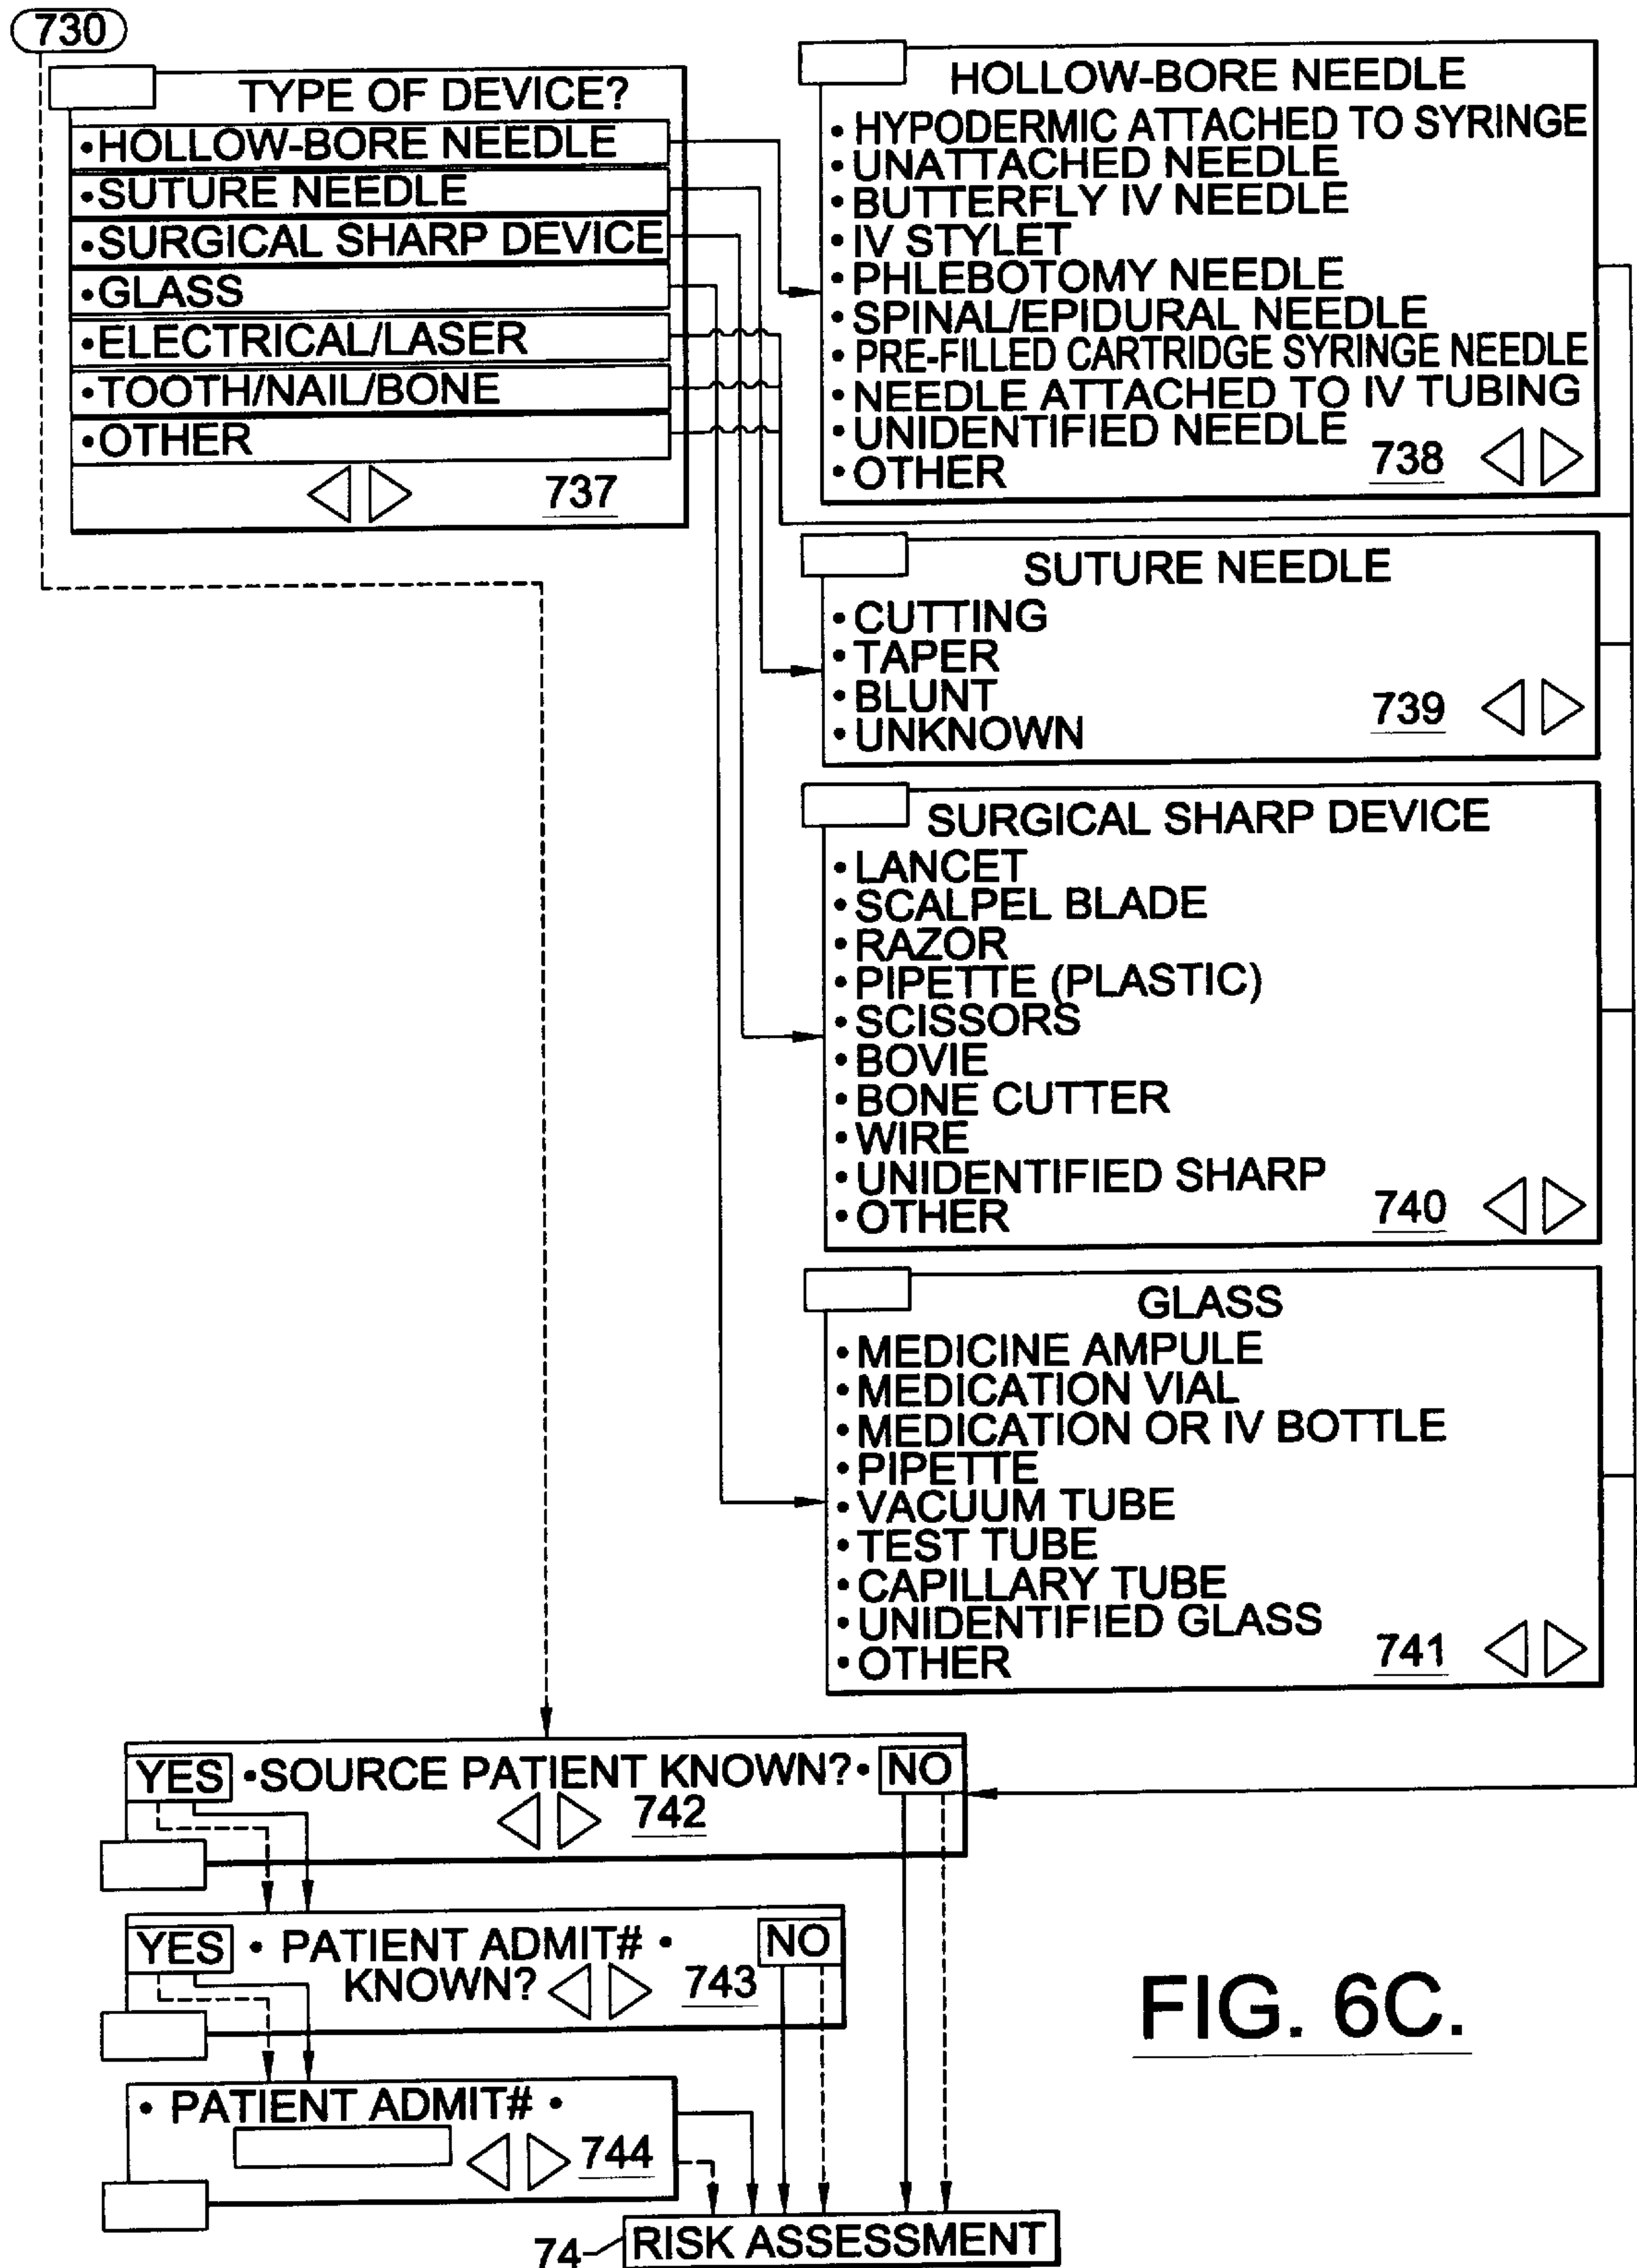 730
TYPE OF DEVICE?
•HOLLOW-BORE NEEDLE
•SUTURE NEEDLE
•SURGICAL SHARP DEVICE
•GLASS
•ELECTRICAL/LASER
•TOOTH/NAIL/BONE
•OTHER
737
HOLLOW-BORE NEEDLE
•HYPODERMIC ATTACHED TO SYRINGE
•UNATTACHED NEEDLE
•BUTTERFLY IV NEEDLE
•IV STYLET
•PHLEBOTOMY NEEDLE
•SPINAL/EPIDURAL NEEDLE
•PRE-FILLED CARTRIDGE SYRINGE NEEDLE
•NEEDLE ATTACHED TO IV TUBING
•UNIDENTIFIED NEEDLE
•OTHER 738
SUTURE NEEDLE
•CUTTING
•TAPER
•BLUNT
•UNKNOWN
739
SURGICAL SHARP DEVICE
•LANCET
•SCALPEL BLADE
•RAZOR
•PIPETTE (PLASTIC)
•SCISSORS
•BOVIE
•BONE CUTTER
•WIRE
•UNIDENTIFIED SHARP
•OTHER 740
GLASS
•MEDICINE AMPULE
•MEDICATION VIAL
•MEDICATION OR IV BOTTLE
•PIPETTE
•VACUUM TUBE
•TEST TUBE
•CAPILLARY TUBE
•UNIDENTIFIED GLASS
•OTHER 741
YES •SOURCE PATIENT KNOWN?• NO
742
YES • PATIENT ADMIT# • NO
KNOWN? 743
• PATIENT ADMIT# •
744
74 RISK ASSESSMENT
FIG. 6C.